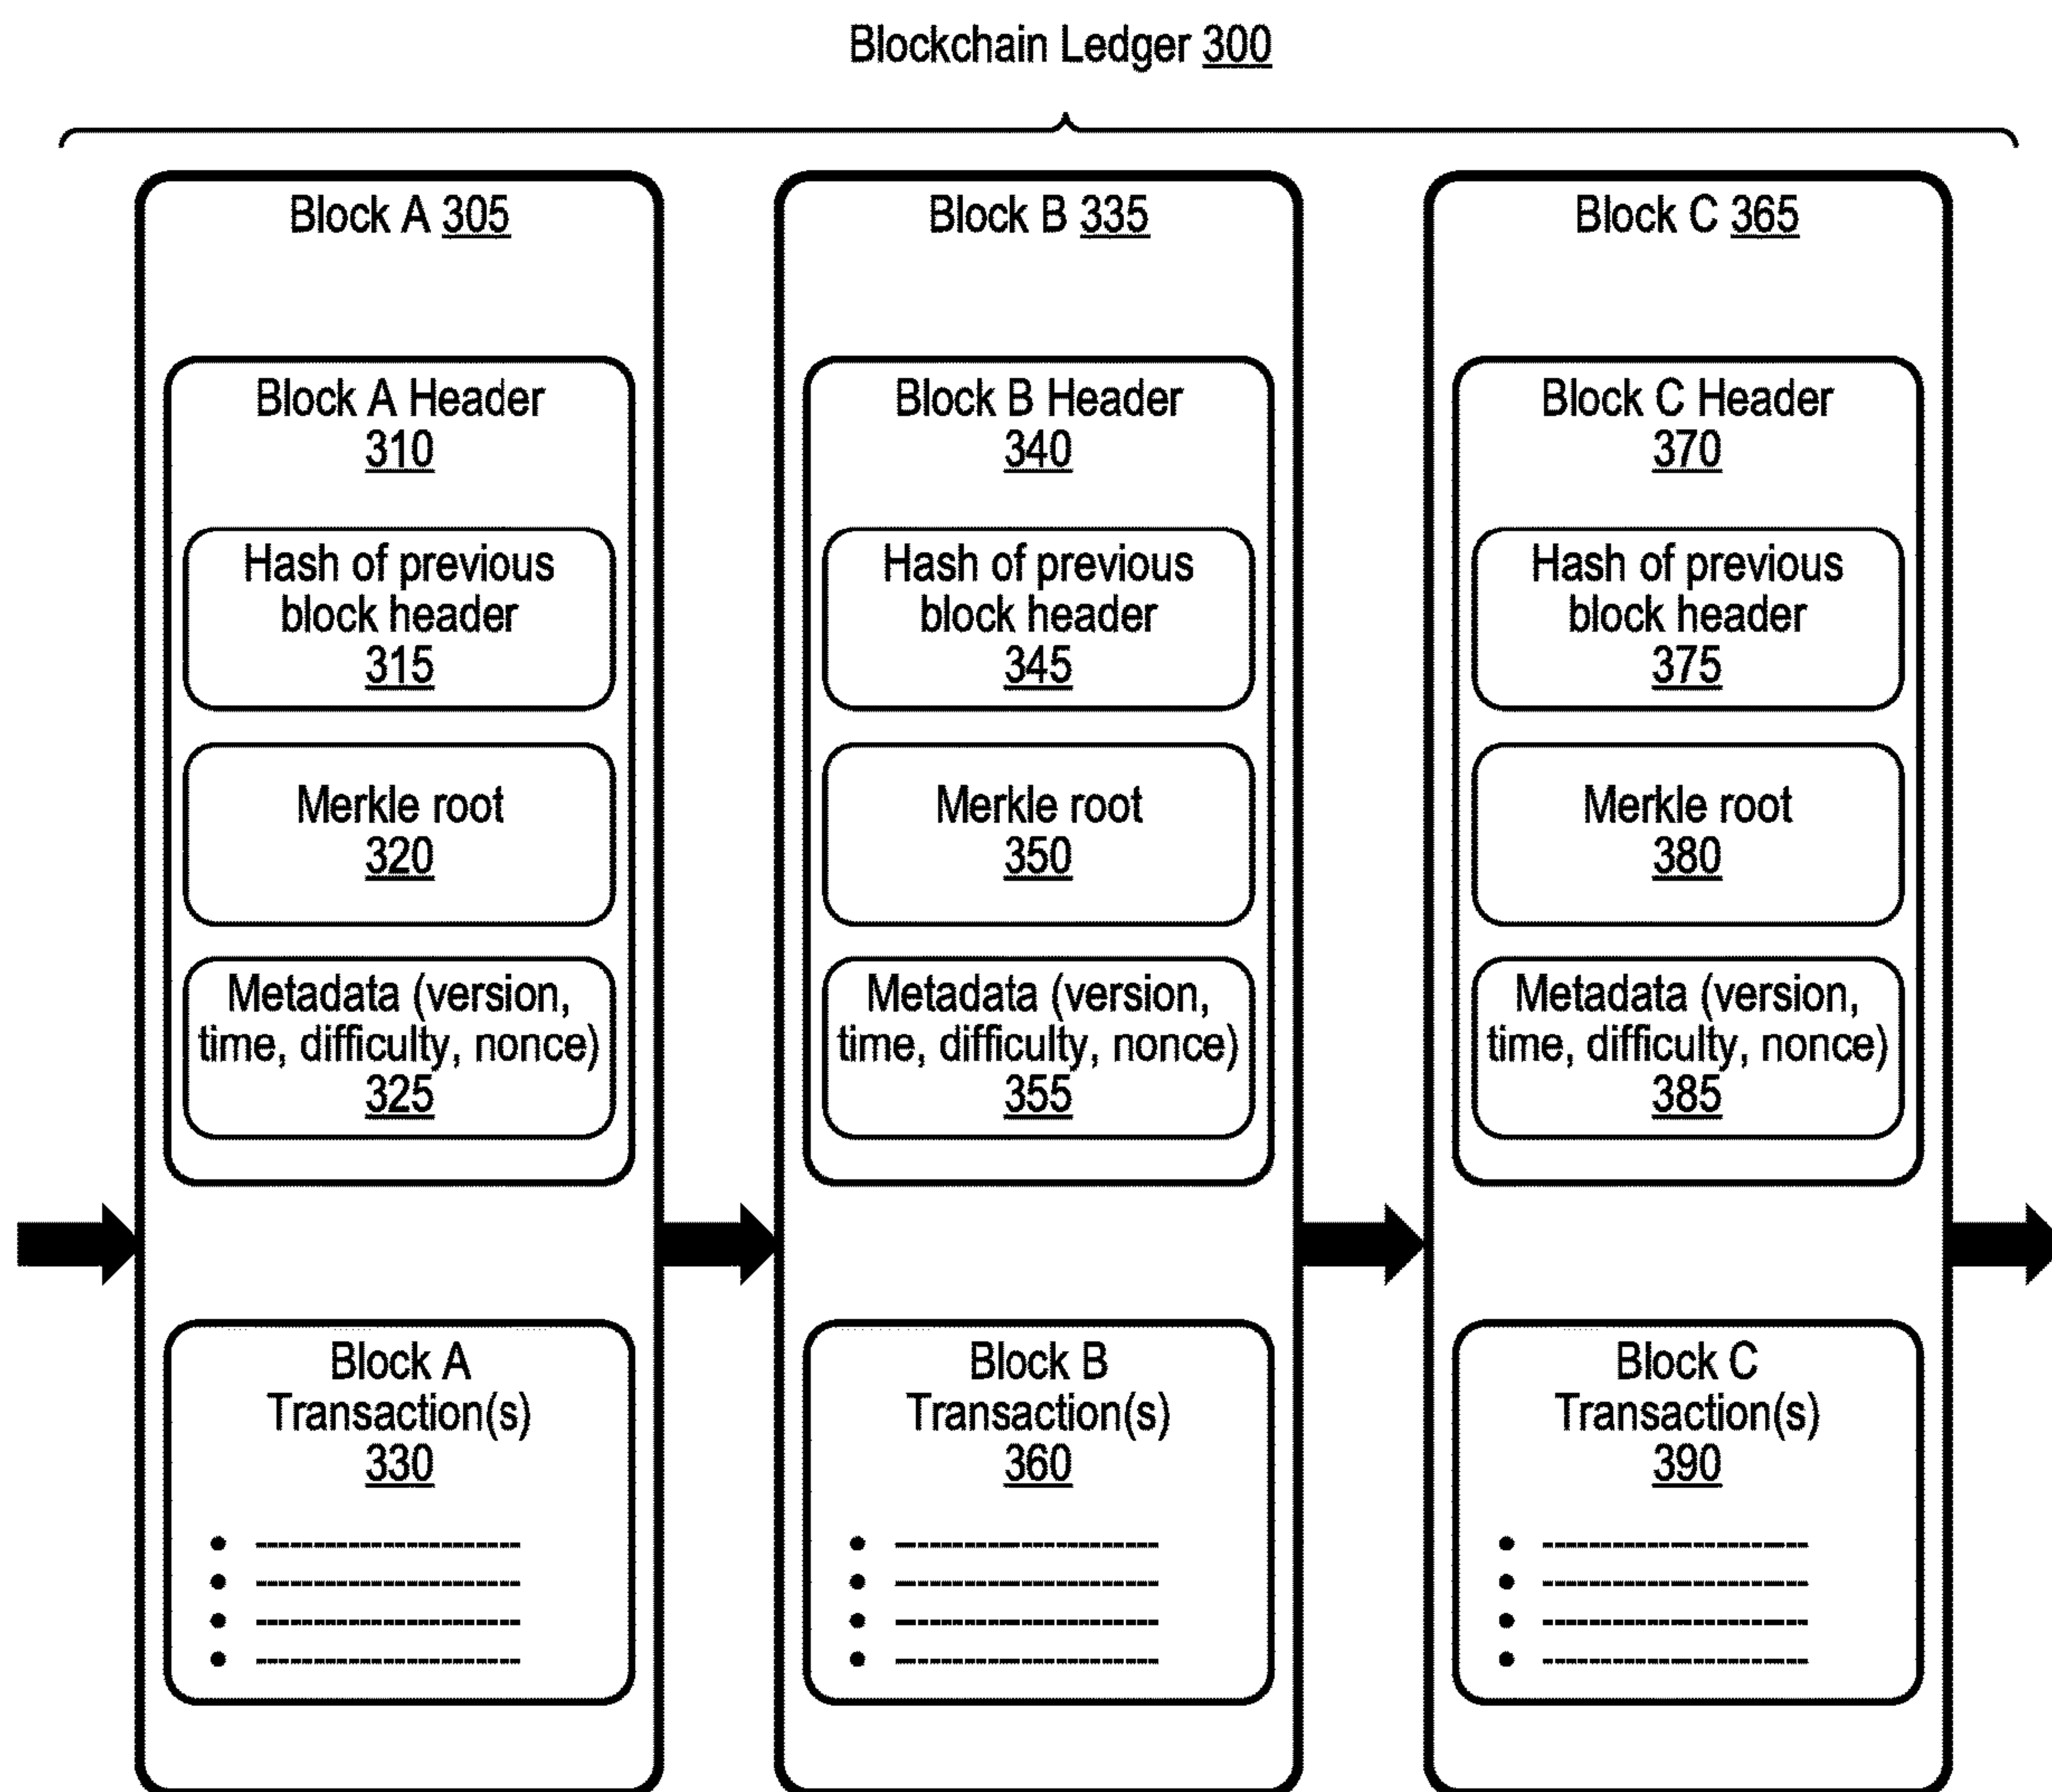 Blockchain Ledger 300
Block A 305
Block A Header
310
Hash of previous
block header
315
Merkle root
320
Metadata (version,
time, difficulty, nonce)
325
Block A
Transaction(s)
330
Block B 335
Block B Header
340
Hash of previous
block header
345
Merkle root
350
Metadata (version,
time, difficulty, nonce)
355
Block B
Transaction(s)
360
Block C 365
Block C Header
370
Hash of previous
block header
375
Merkle root
380
Metadata (version,
time, difficulty, nonce)
385
Block C
Transaction(s)
390